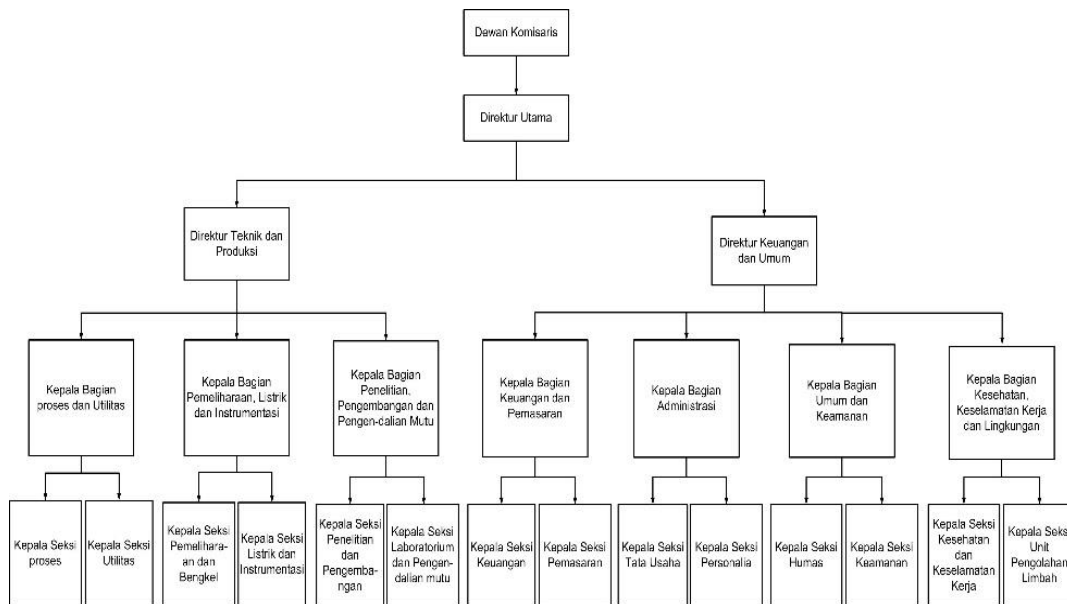 Dewan Komisaris
Direktur Utama
Direktur Teknik dan
Produksi
Direktur Keuangan
dan Umum
Kepala Bagian
proses dan Utilitas
Kepala Bagian
Pemeliharaan, Listrik
dan Instrumentasi
Kepala Bagian
Penelitian,
Pengembangan dan
Pengen-dalian Mutu
Kepala Bagian
Keuangan dan
Pemasaran
Kepala Bagian
Administrasi
Kepala Bagian
Umum dan
Keamanan
Kepala Bagian
Kesehatan,
Keselamatan Kerja
dan Lingkungan
Kepala Seksi
proses
Kepala Seksi
Utilitas
Kepala Seksi
Pemelihara-
an dan
Bengkel
Kepala Seksi
Listrik dan
Instrumentasi
Kepala Seksi
Penelitian
dan
Pengemba-
ngan
Kepala Seksi
Laboratorium
dan Pengen-
dalian mutu
Kepala Seksi
Keuangan
Kepala Seksi
Pemasaran
Kepala Seksi
Tata Usaha
Kepala Seksi
Personalia
Kepala Seksi
Humas
Kepala Seksi
Keamanan
Kepala Seksi
Kesehatan
dan
Keselamatan
Kerja
Kepala Seksi
Unit
Pengolahan
Limbah